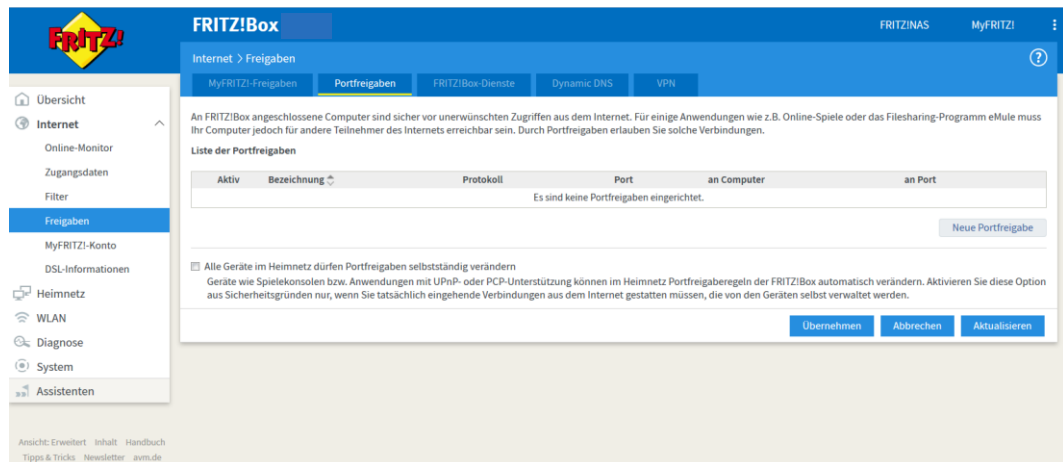 FRITZ!
FRITZ!Box
FRITZ!NAS
MyFRITZ!
Internet > Freigaben
MyFRITZ!-Freigaben
Portfreigaben
FRITZ!Box-Dienste
Dynamic DNS
VPN
Übersicht
Internet
Online-Monitor
Zugangsdaten
Filter
Freigaben
MyFRITZ!-Konto
DSL-Informationen
Heimnetz
WLAN
Diagnose
System
Assistenten
Ansicht: Erweitert Inhalt Handbuch
Tipps & Tricks Newsletter avm.de
An FRITZ!Box angeschlossene Computer sind sicher vor unerwünschten Zugriffen aus dem Internet. Für einige Anwendungen wie z.B. Online-Spiele oder das Filesharing-Programm eMule muss
Ihr Computer jedoch für andere Teilnehmer des Internets erreichbar sein. Durch Portfreigaben erlauben Sie solche Verbindungen.
Liste der Portfreigaben
Aktiv Bezeichnung Protokoll Port an Computer an Port
Es sind keine Portfreigaben eingerichtet.
Neue Portfreigabe
Alle Geräte im Heimnetz dürfen Portfreigaben selbstständig verändern
Geräte wie Spielekonsolen bzw. Anwendungen mit UPnP- oder PCP-Unterstützung können im Heimnetz Portfreigaberegeln der FRITZ!Box automatisch verändern. Aktivieren Sie diese Option
aus Sicherheitsgründen nur, wenn Sie tatsächlich eingehende Verbindungen aus dem Internet gestatten müssen, die von den Geräten selbst verwaltet werden.
Übernehmen
Abbrechen
Aktualisieren